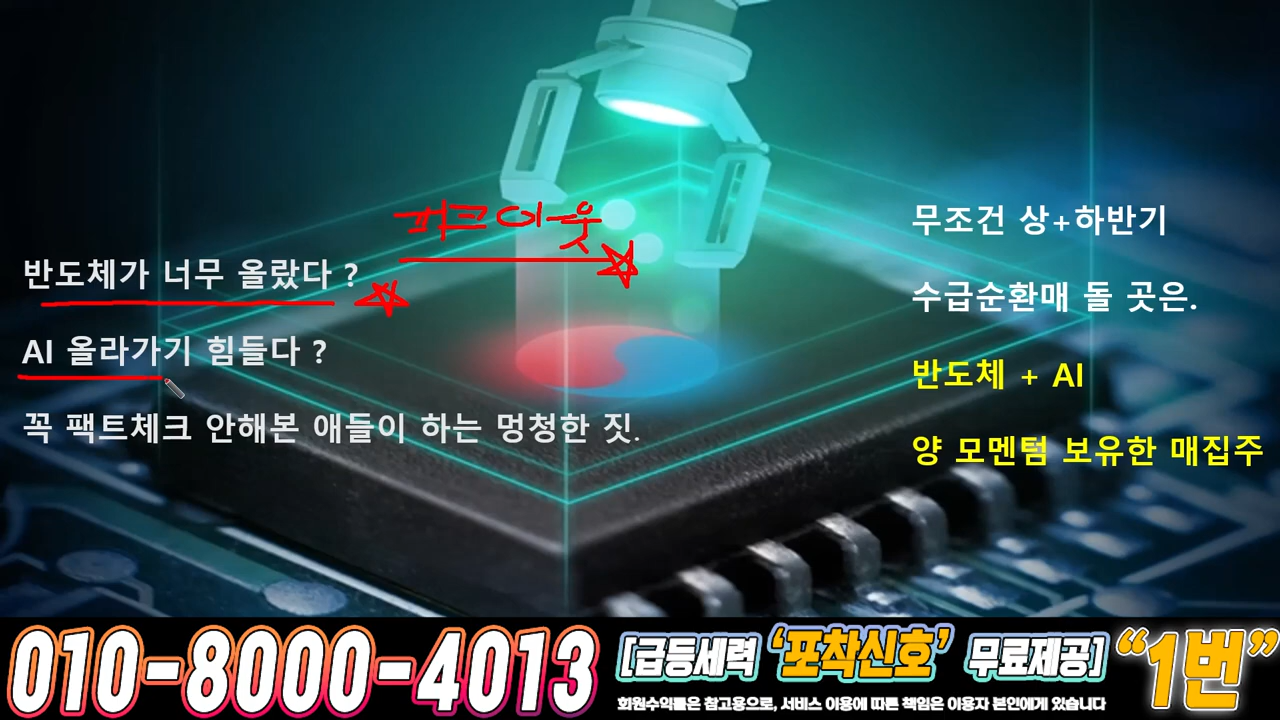 피크아웃
반도체가 너무 올랐다 ?
AI 올라가기 힘들다 ?
꼭 팩트체크 안해본 애들이 하는 멍청한 짓.
무조건 상+하반기
수급순환매 돌 곳은.
반도체 + AI
양 모멘텀 보유한 매집주
010-8000-4013
[급등세력 ‘포착신호’ 무료제공] “1번”
회원수익률은 참고용으로, 서비스 이용에 따른 책임은 이용자 본인에게 있습니다